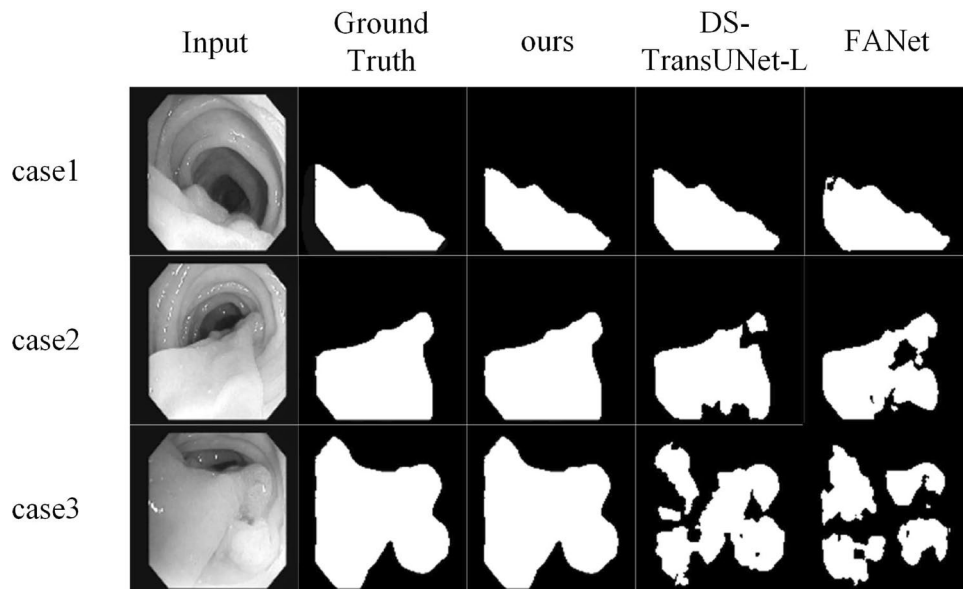 Input
Ground
Truth
ours
DS-
TransUNet-L
FANet
case1
case2
case3